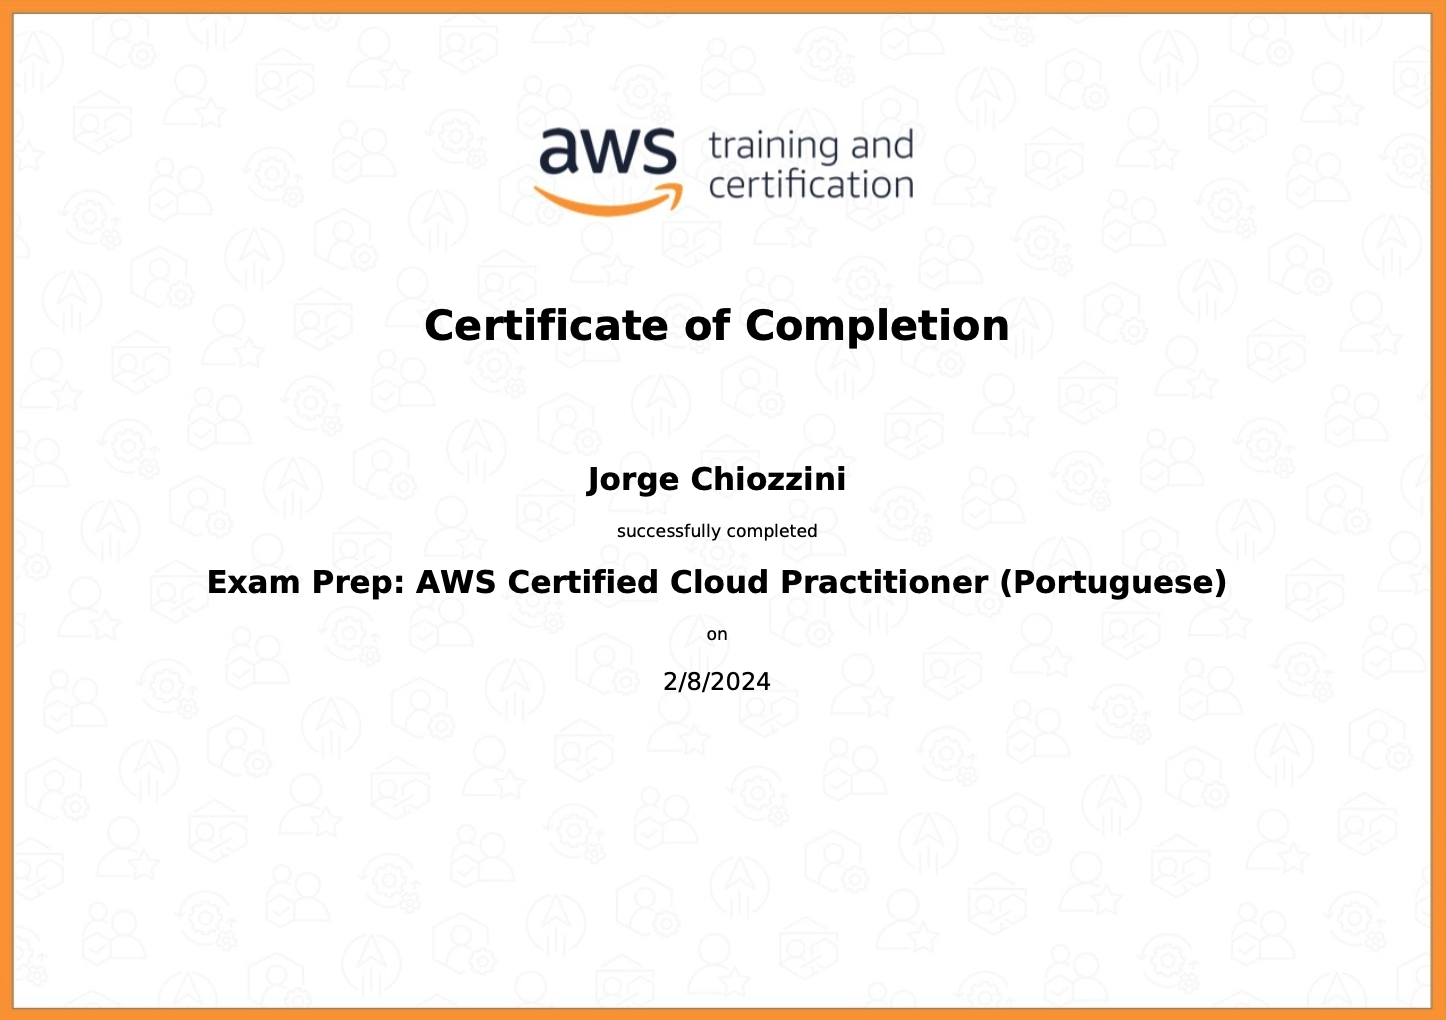 aws training and
certification
Certificate of Completion
Jorge Chiozzini
successfully completed
Exam Prep: AWS Certified Cloud Practitioner (Portuguese)
on
2/8/2024